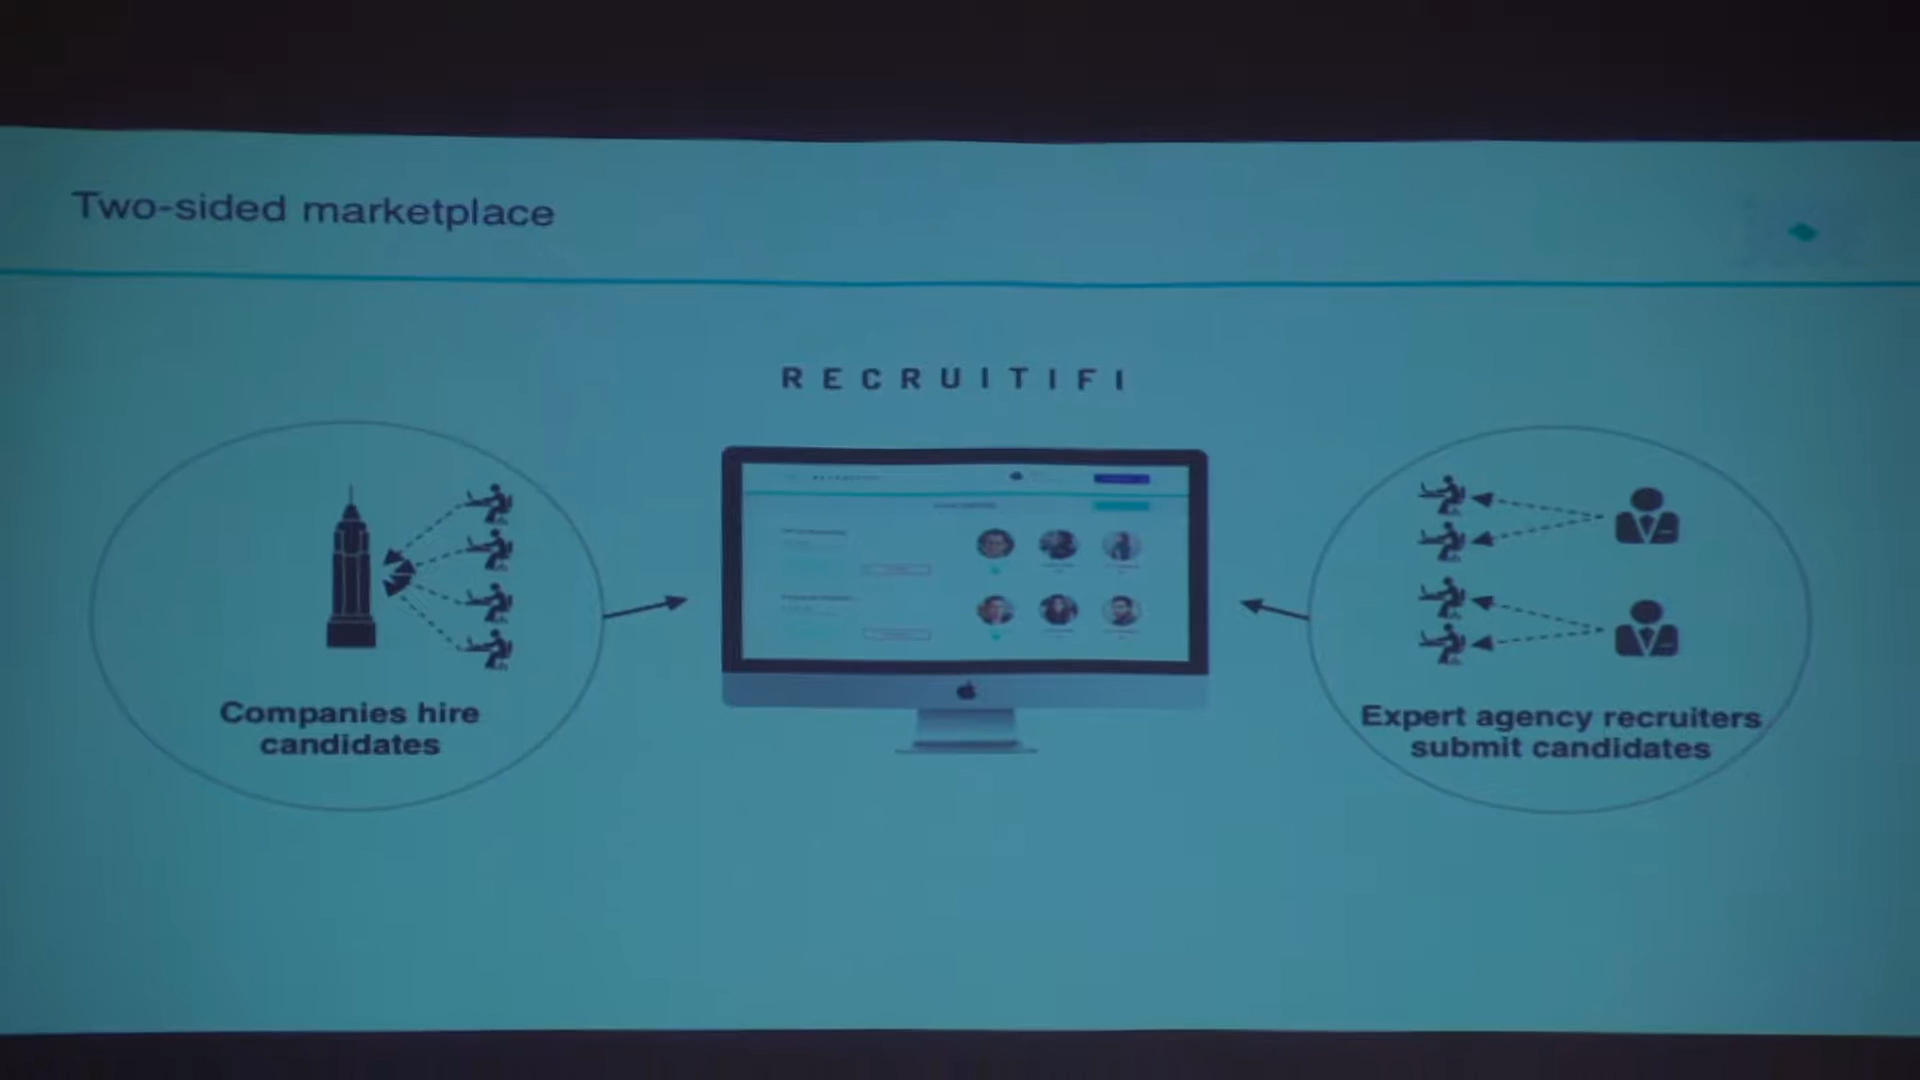 Two-sided marketplace
RECRUITIFI
Companies hire
candidates
Expert agency recruiters
submit candidates